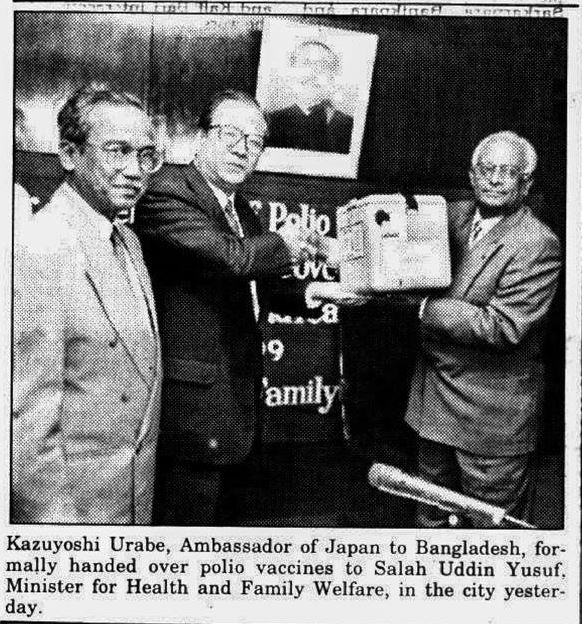 Polio
9
Family
Kazuyoshi Urabe, Ambassador of Japan to Bangladesh, for-
mally handed over polio vaccines to Salah Uddin Yusuf,
Minister for Health and Family Welfare, in the city yester-
day.